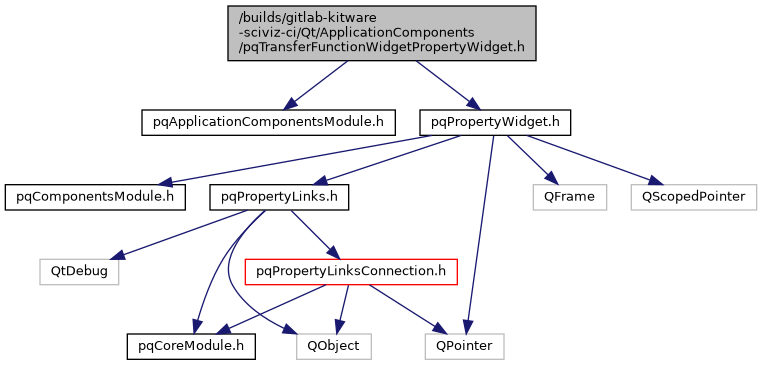 /builds/gitlab-kitware
-sciviz-ci/Qt/ApplicationComponents
/pqTransferFunctionWidgetPropertyWidget.h
pqApplicationComponentsModule.h
pqPropertyWidget.h
pqComponentsModule.h
pqPropertyLinks.h
QFrame
QScopedPointer
QtDebug
pqPropertyLinksConnection.h
pqCoreModule.h
QObject
QPointer